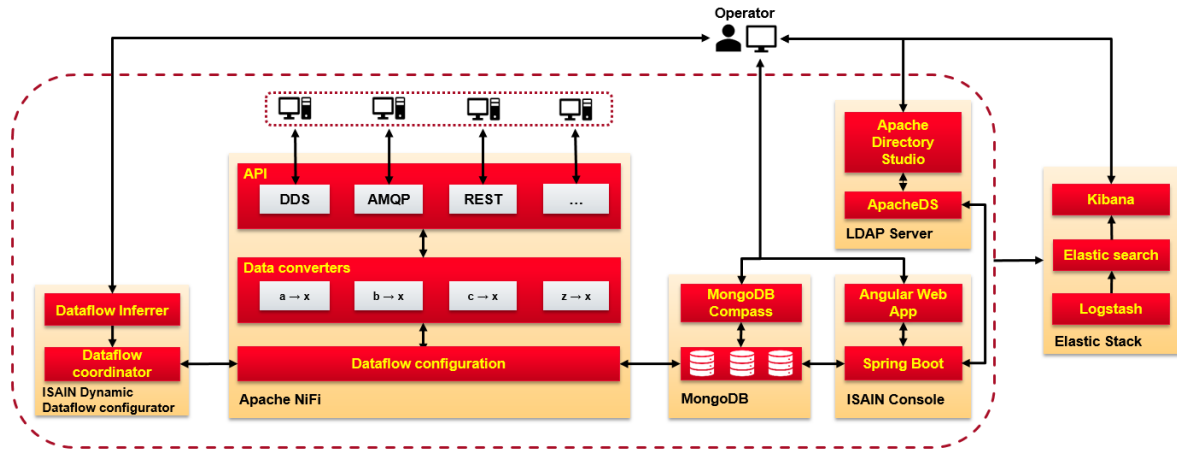 Operator
API
DDS
AMQP
REST
...
Data converters
a → x
b → x
c → x
z → x
Dataflow configuration
Apache NiFi
Dataflow Inferrer
Dataflow
coordinator
ISAIN Dynamic
Dataflow configurator
MongoDB
Compass
MongoDB
Angular Web
App
Spring Boot
ISAIN Console
Apache
Directory
Studio
ApacheDS
LDAP Server
Kibana
Elastic search
Logstash
Elastic Stack